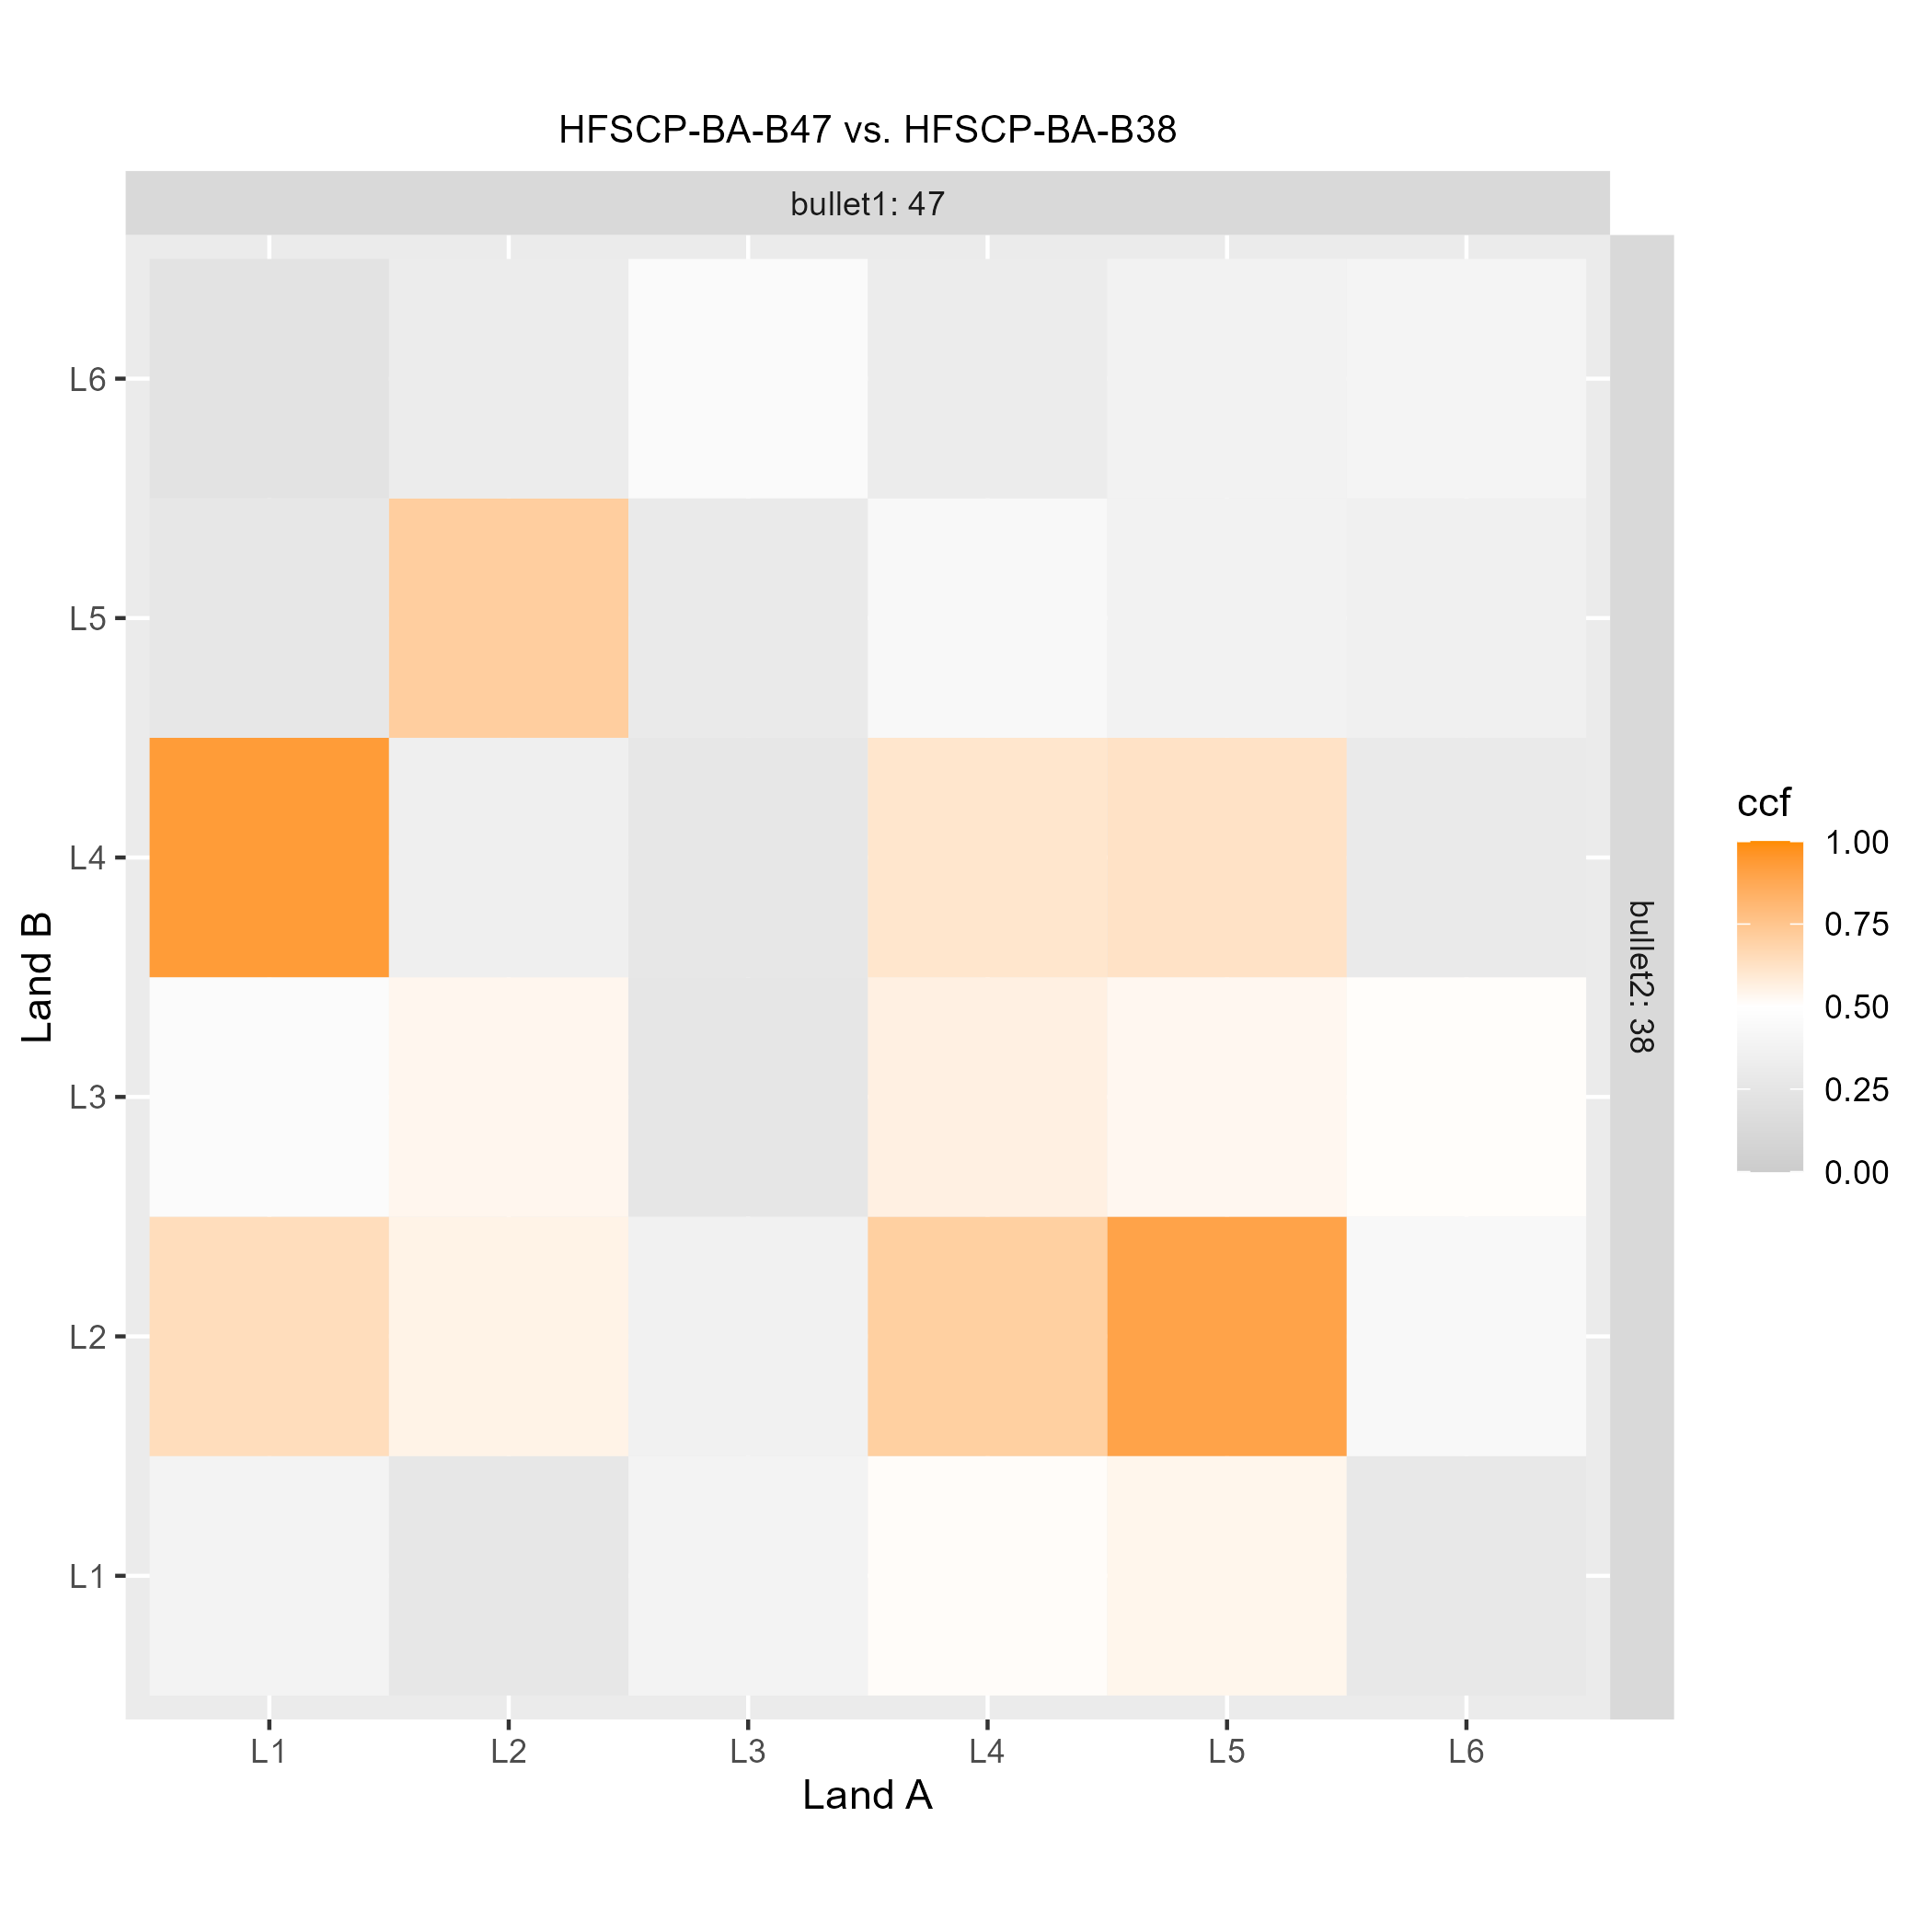 HFSCP-BA-B47 vs. HFSCP-BA-B38
bullet1: 47
L6
L5
L4
L3
L2
L1
Land B
bullet2: 38
L1 L2 L3 L4 L5 L6
Land A
ccf
1.00
0.75
0.50
0.25
0.00